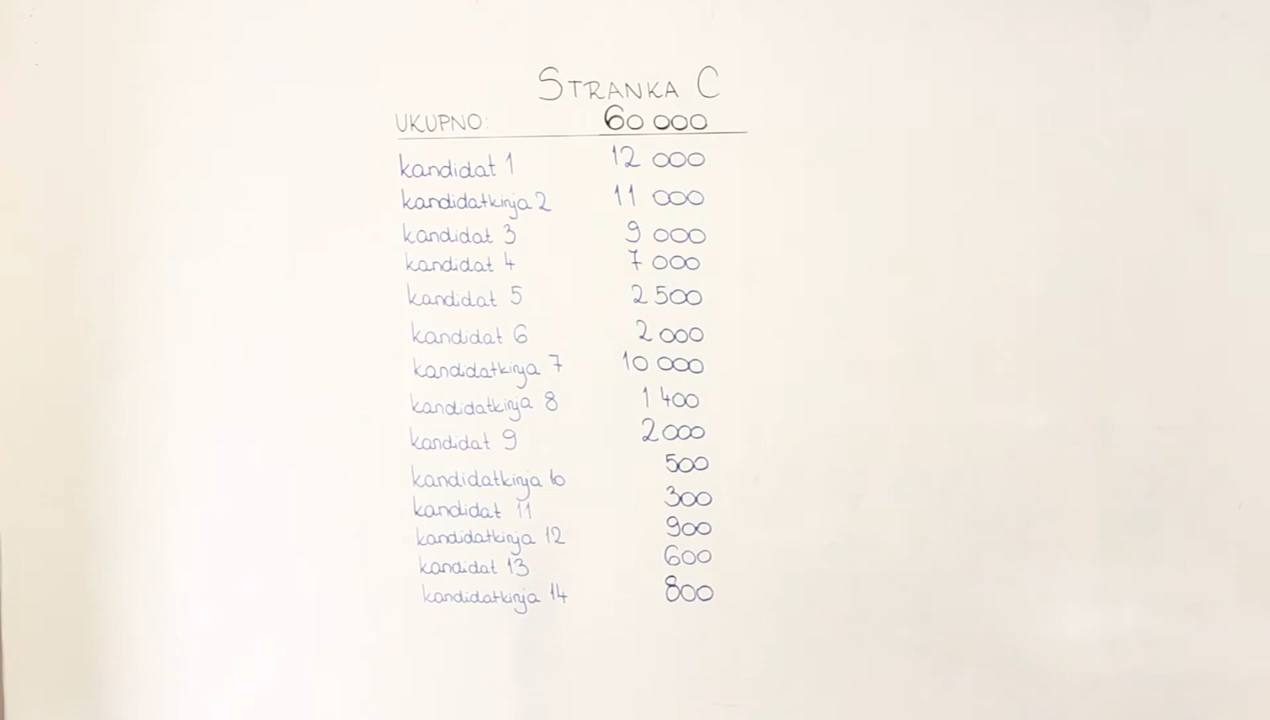 STRANKA C
UKUPNO: 60 000
kandidat 1 12 000
kandidatkinja 2 11 000
kandidat 3 9 000
kandidat 4 7 000
kandidat 5 2 500
kandidat 6 2 000
kandidatkinja 7 10 000
kandidatkinja 8 1 400
kandidat 9 2 000
kandidatkinja 10 500
kandidat 11 300
kandidatkinja 12 900
kandidat 13 600
kandidatkinja 14 800